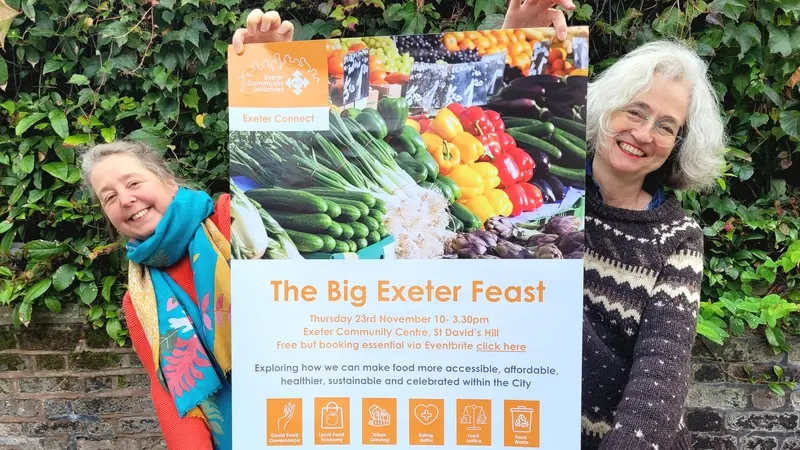 Exeter
Community
Initiatives
Exeter Connect
The Big Exeter Feast
Thursday 23rd November 10- 3.30pm
Exeter Community Centre, St David's Hill
Free but booking essential via Eventbrite click here
Exploring how we can make food more accessible, affordable,
healthier, sustainable and celebrated within the City
Good Food
Governance
Local Food
Economy
Urban
Growing
Eating
Better
Food
Justice
Food
Waste